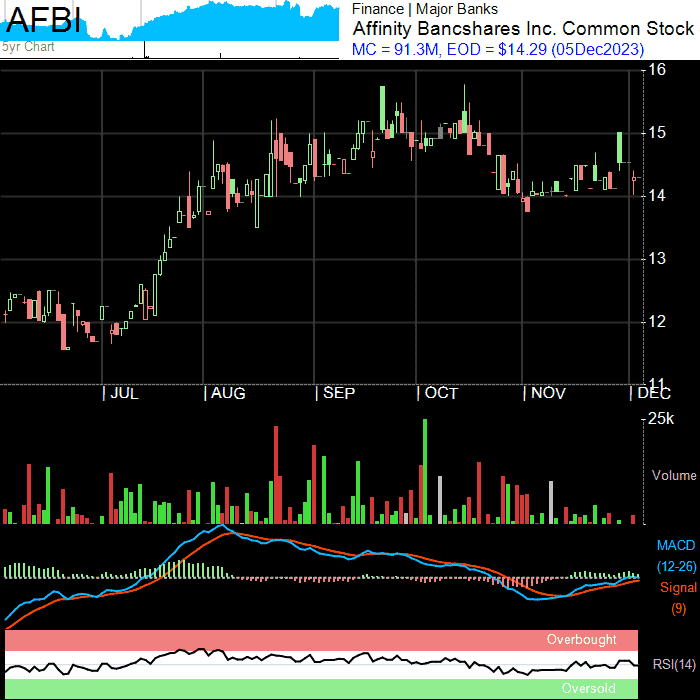 AFBI
5yr Chart
Finance | Major Banks
Affinity Bancshares Inc. Common Stock
MC = 91.3M, EOD = $14.29 (05Dec2023)
16
15
14
13
12
11
| JUL | AUG | SEP | OCT | NOV | DEC
25k
Volume
MACD
(12-26)
Signal
(9)
Overbought
RSI(14)
Oversold